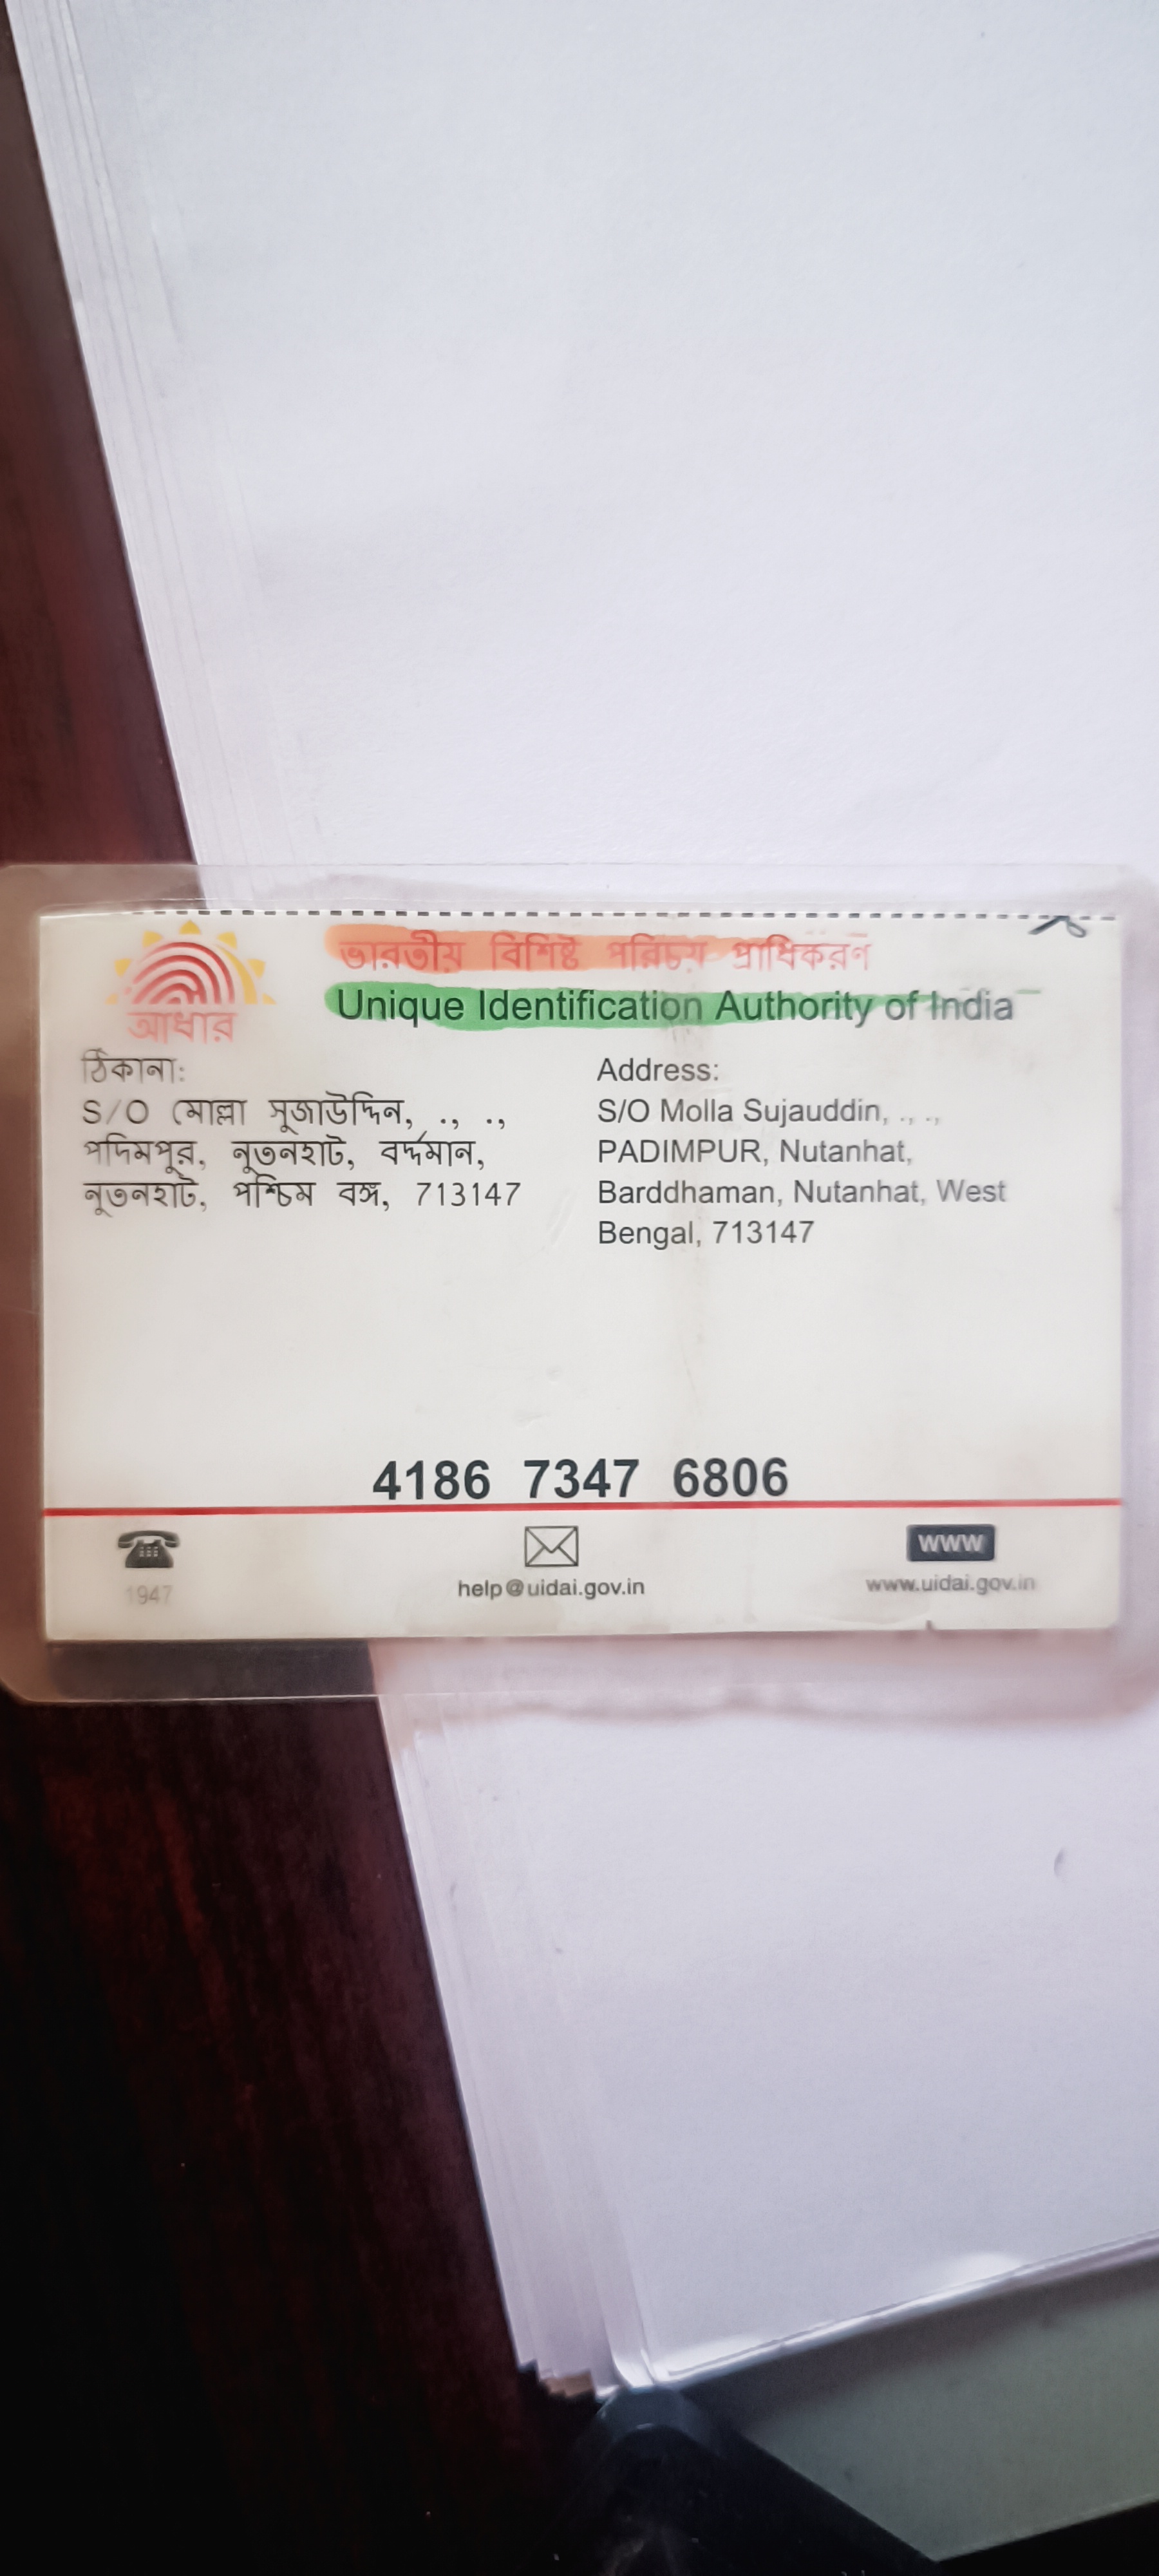 ভারতীয় বিশিষ্ট পরিচয় প্রাধিকরণ
Unique Identification Authority of India
আধার
ঠিকানা:
S/O মোল্লা সুজাউদ্দিন, ., .,
পদিমপুর, নুতনহাট, বর্দ্ধমান,
নুতনহাট, পশ্চিম বঙ্গ, 713147
Address:
S/O Molla Sujauddin, ., .,
PADIMPUR, Nutanhat,
Barddhaman, Nutanhat, West
Bengal, 713147
4186 7347 6806
1947
help@uidai.gov.in
www
www.uidai.gov.in